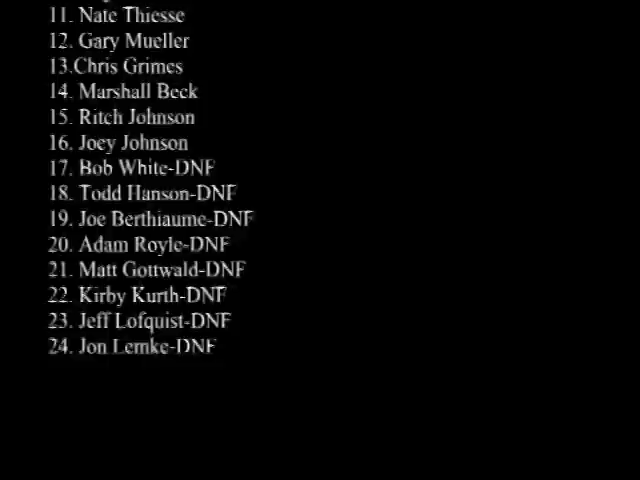 11. Nate Thiesse
12. Gary Mueller
13.Chris Grimes
14. Marshall Beck
15. Ritch Johnson
16. Joey Johnson
17. Bob White-DNF
18. Todd Hanson-DNF
19. Joe Berthiaume-DNF
20. Adam Royle-DNF
21. Matt Gottwald-DNF
22. Kirby Kurth-DNF
23. Jeff Lofquist-DNF
24. Jon Lemke-DNF